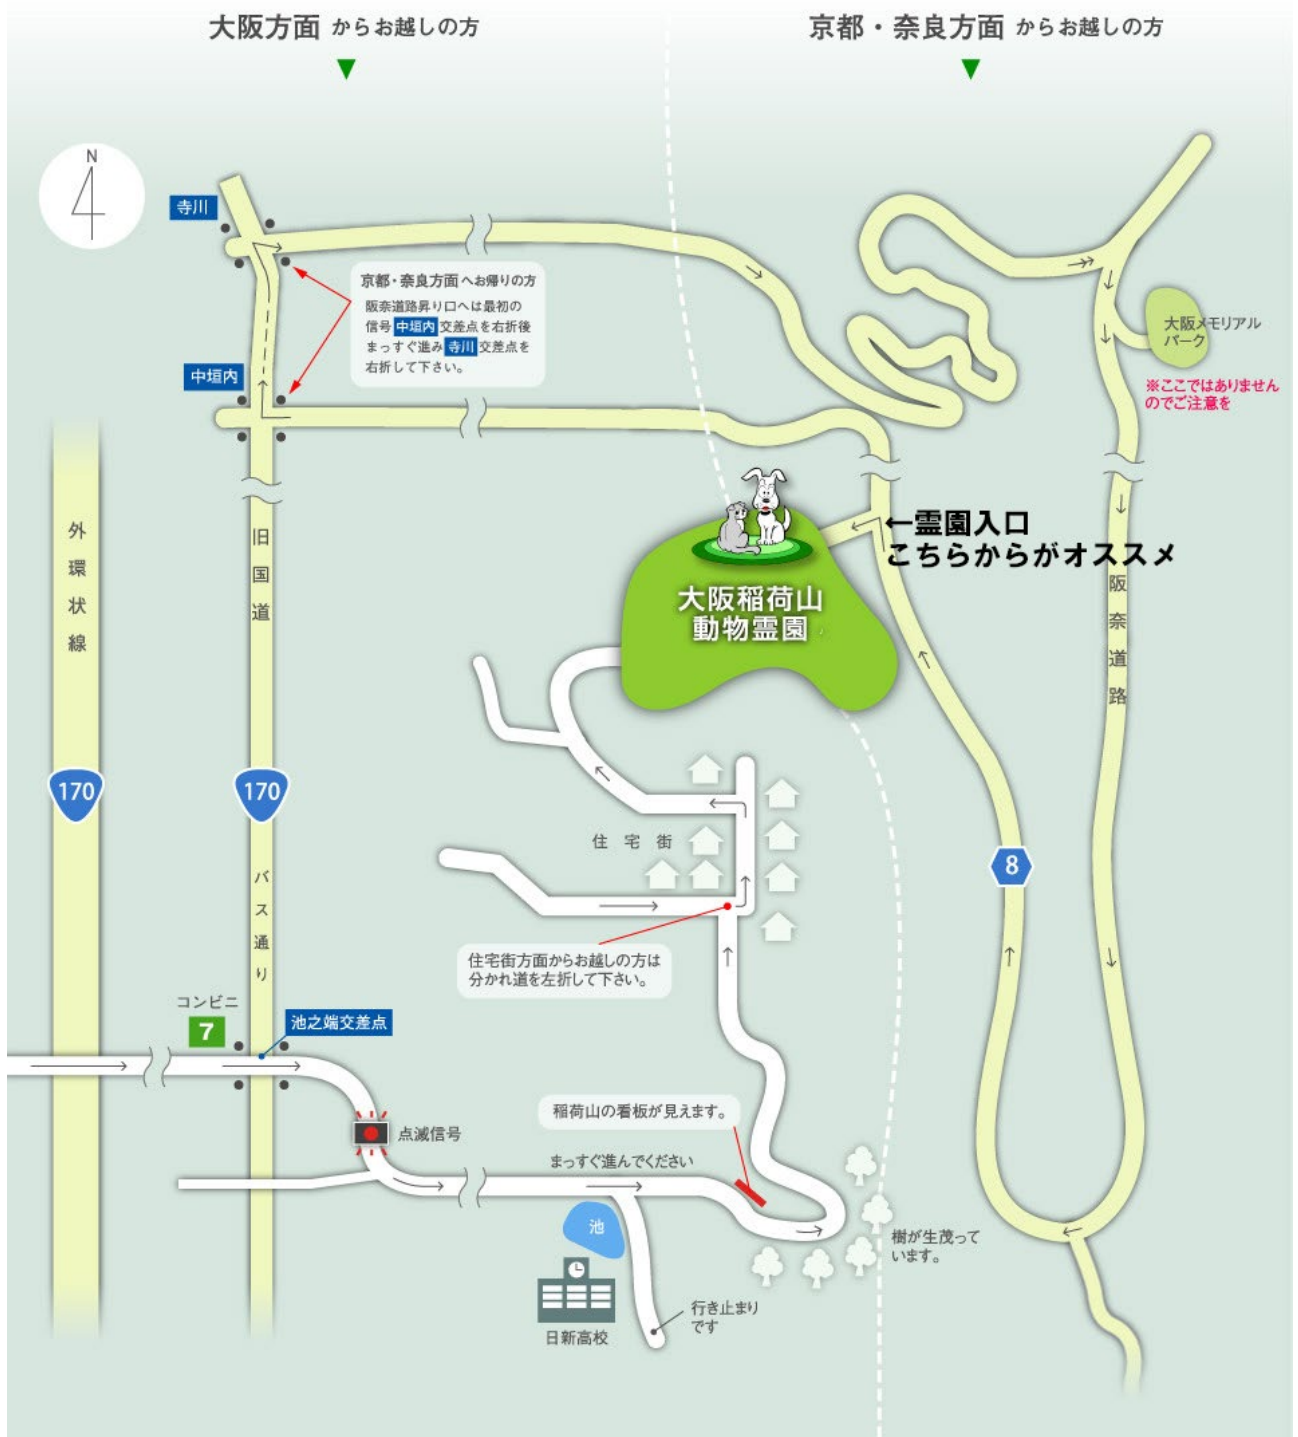 大阪方面 からお越しの方
京都・奈良方面 からお越しの方
N
寺川
京都・奈良方面 へお帰りの方
阪奈道路昇り口へは最初の
信号 中垣内 交差点を右折後
まっすぐ進み 寺川 交差点を
右折して下さい。
中垣内
大阪メモリアル
パーク
※ここではありません
のでご注意を
外環状線
旧国道
←霊園入口
こちらからがオススメ
大阪稲荷山
動物霊園
阪奈道路
170
170
8
住宅街
バス通り
住宅街方面からお越しの方は
分かれ道を左折して下さい。
コンビニ
7
池之端交差点
点滅信号
稲荷山の看板が見えます。
まっすぐ進んでください
池
樹が生茂って
います。
日新高校
行き止まり
です